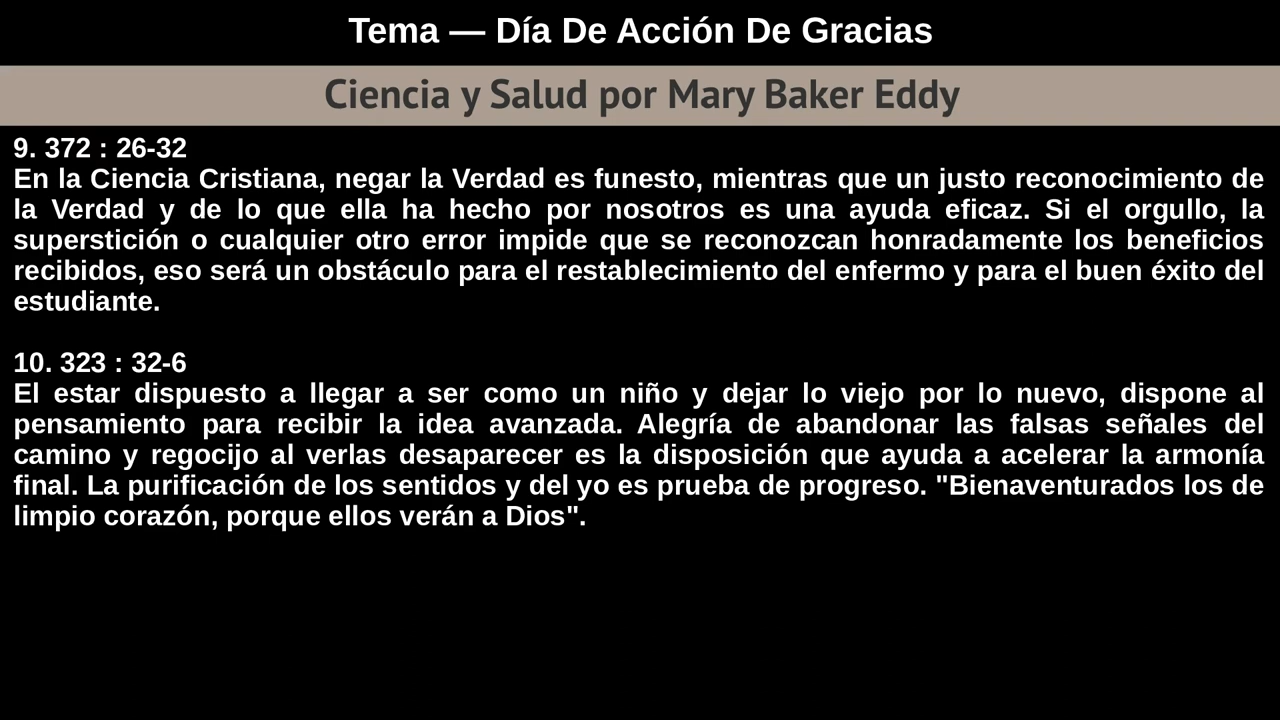 Tema — Día De Acción De Gracias
Ciencia y Salud por Mary Baker Eddy
9. 372 : 26-32
En la Ciencia Cristiana, negar la Verdad es funesto, mientras que un justo reconocimiento de
la Verdad y de lo que ella ha hecho por nosotros es una ayuda eficaz. Si el orgullo, la
superstición o cualquier otro error impide que se reconozcan honradamente los beneficios
recibidos, eso será un obstáculo para el restablecimiento del enfermo y para el buen éxito del
estudiante.
10. 323 : 32-6
El estar dispuesto a llegar a ser como un niño y dejar lo viejo por lo nuevo, dispone al
pensamiento para recibir la idea avanzada. Alegría de abandonar las falsas señales del
camino y regocijo al verlas desaparecer es la disposición que ayuda a acelerar la armonía
final. La purificación de los sentidos y del yo es prueba de progreso. "Bienaventurados los de
limpio corazón, porque ellos verán a Dios".